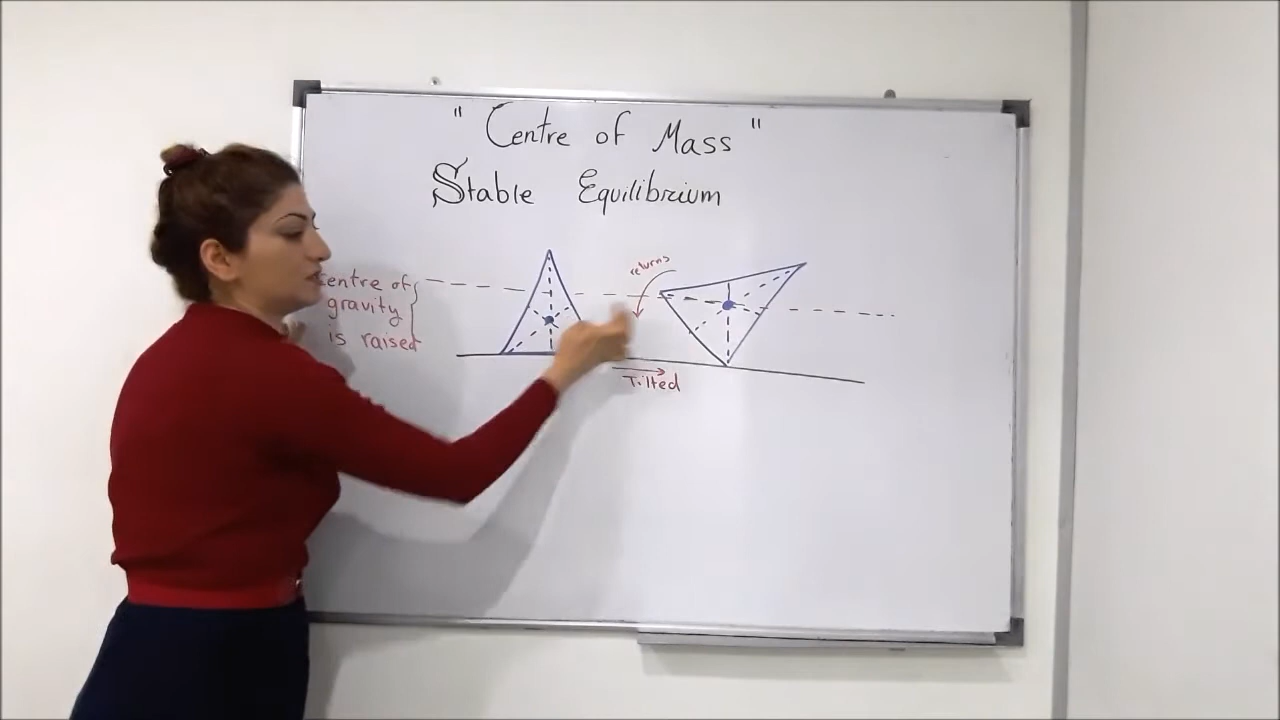 " Centre of Mass "
Stable Equilibrium
returns
Centre of
gravity
is raised
Tilted